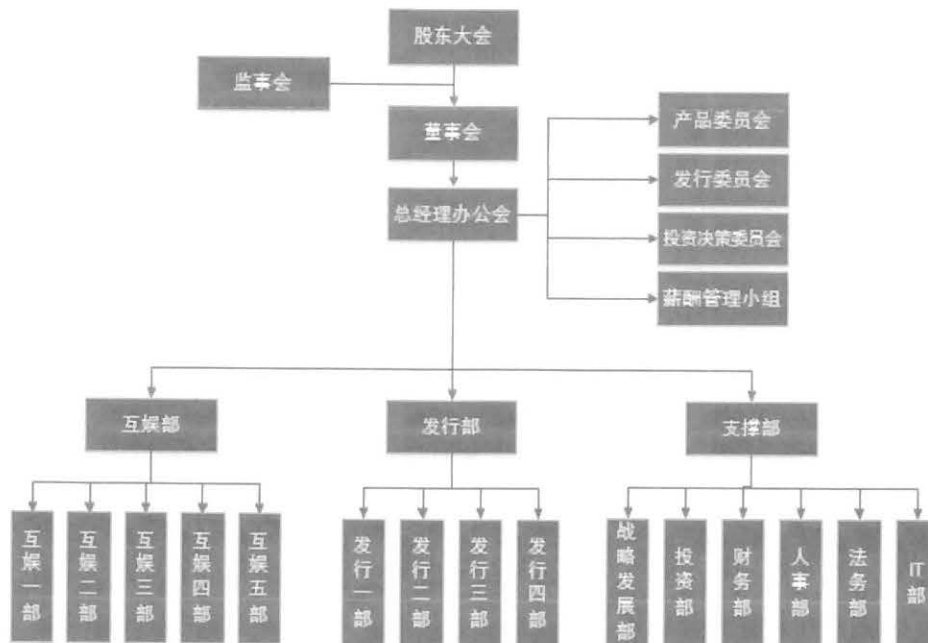 股东大会
监事会
董事会
产品委员会
发行委员会
总经理办公会
投资决策委员会
薪酬管理小组
互娱部
发行部
支撑部
互娱一部
互娱二部
互娱三部
互娱四部
互娱五部
发行一部
发行二部
发行三部
发行四部
战略发展部
投资部
财务部
人事部
法务部
IT部